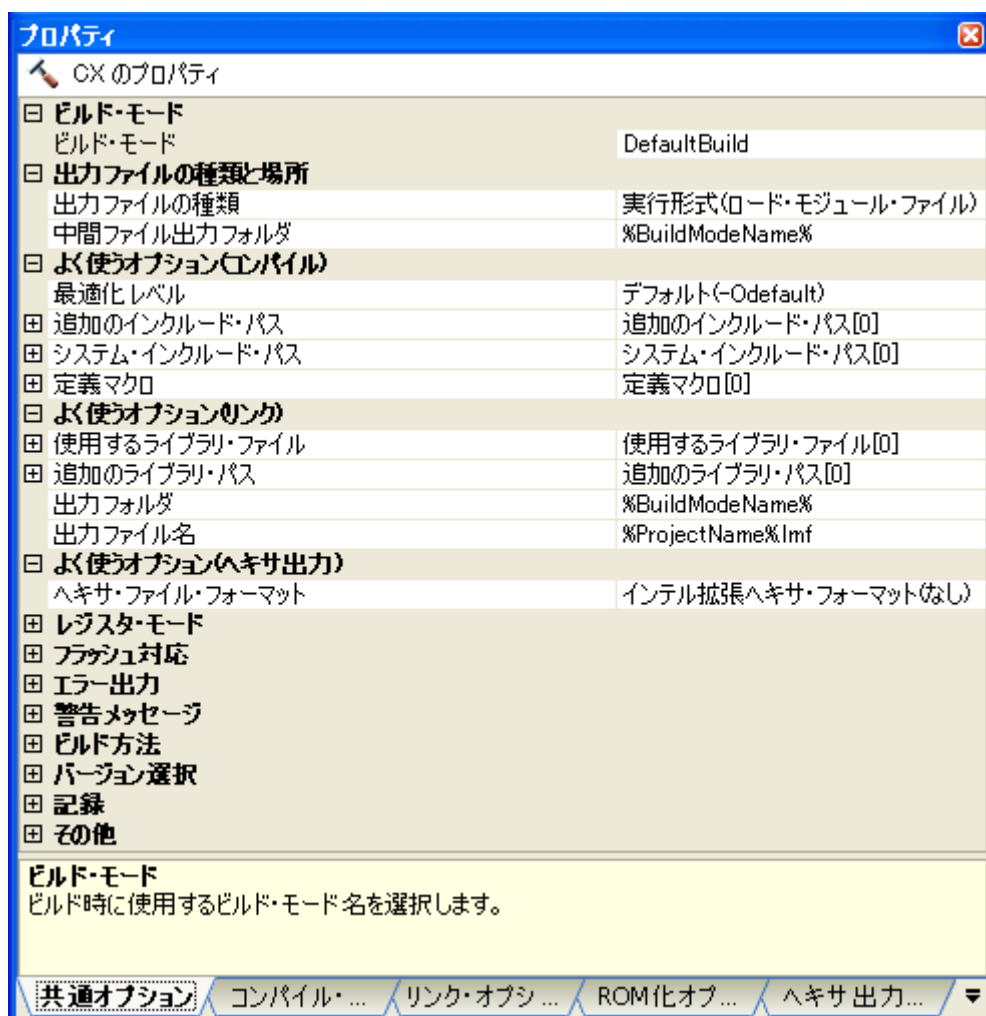 プロパティ
CX のプロパティ
ビルド・モード
ビルド・モード DefaultBuild
出力ファイルの種類と場所
出力ファイルの種類 実行形式(ロード・モジュール・ファイル)
中間ファイル出力フォルダ %BuildModeName%
よく使うオプション(コンパイル)
最適化レベル デフォルト(-Odefault)
追加のインクルード・パス 追加のインクルード・パス[0]
システム・インクルード・パス システム・インクルード・パス[0]
定義マクロ 定義マクロ[0]
よく使うオプション(リンク)
使用するライブラリ・ファイル 使用するライブラリ・ファイル[0]
追加のライブラリ・パス 追加のライブラリ・パス[0]
出力フォルダ %BuildModeName%
出力ファイル名 %ProjectName%.lmf
よく使うオプション(ヘキサ出力)
ヘキサ・ファイル・フォーマット インテル拡張ヘキサ・フォーマット(なし)
レジスタ・モード
フラッシュ対応
エラー出力
警告メッセージ
ビルド方法
バージョン選択
記録
その他
ビルド・モード
ビルド時に使用するビルド・モード名を選択します。
共通オプション コンパイル・... リンク・オプシ ... ROM化オプ... ヘキサ出力...